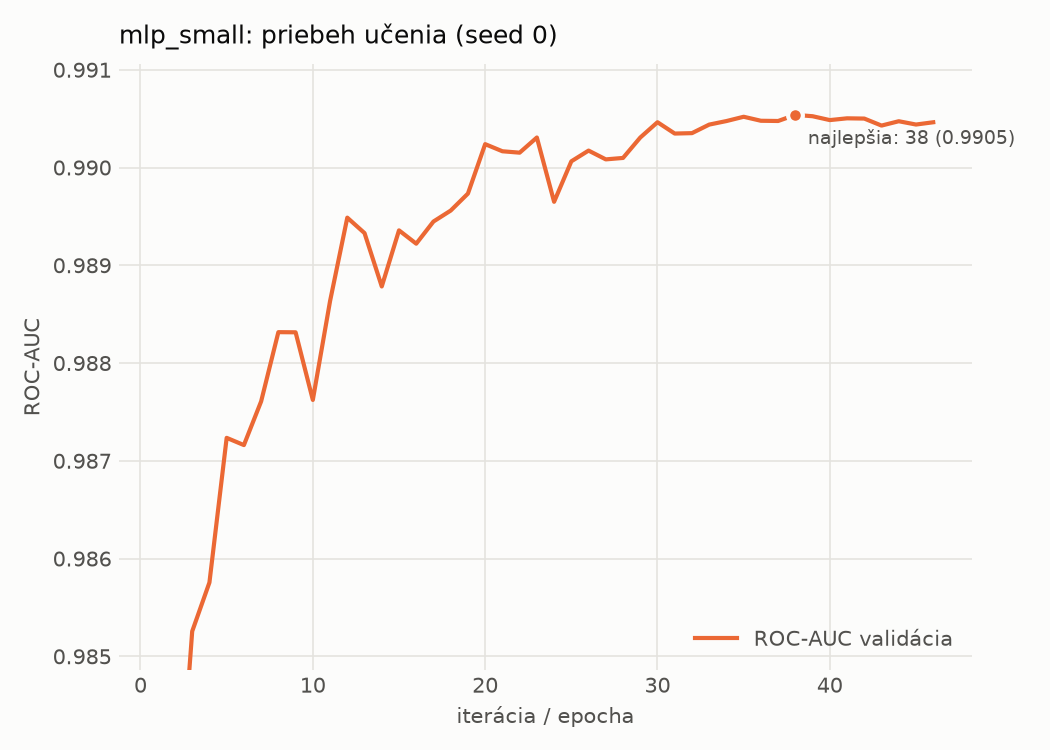 mlp_small: priebeh učenia (seed 0)
0.991
0.990
0.989
0.988
0.987
0.986
0.985
ROC-AUC
najlepšia: 38 (0.9905)
ROC-AUC validácia
0 10 20 30 40
iterácia / epocha